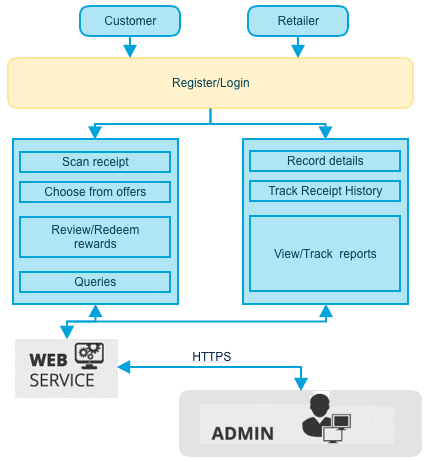 Customer
Retailer
Register/Login
Scan receipt
Choose from offers
Review/Redeem
rewards
Queries
Record details
Track Receipt History
View/Track reports
WEB
SERVICE
HTTPS
ADMIN